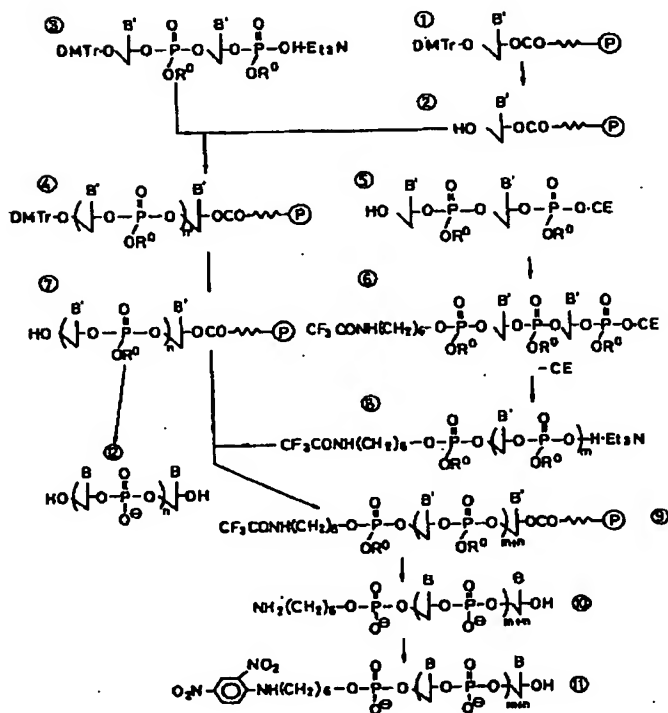 ③ B' O B' O
DMTr-O -O-P-O -O-P-OH·Et₃N
OR⁰ OR⁰
① B'
DMTr-O -OCO- P
② B'
HO -OCO- P
④ B' O B'
DMTr-O( -O-P-O)n -OCO- P
OR⁰
⑤ B' O B' O
HO -O-P-O -O-P-O·CE
OR⁰ OR⁰
⑦ B' O B'
HO( -O-P-O)n -OCO- P
OR⁰
⑥ O B' O B' O
CF₃CONH(CH₂)₆-O-P-O -O-P-O -O-P-O-CE
OR⁰ OR⁰ OR⁰
-CE
⑧ O B' O
CF₃CONH(CH₂)₆-O-P-O( -O-P-O)m H·Et₃N
OR⁰ OR⁰
⑫ B O B
HO( -O-P-O)n -OH
O⊖
O B' O B' ⑨
CF₃CONH(CH₂)₆-O-P-O( -O-P-O)m+n -OCO- P
OR⁰ OR⁰
O B O B
NH₂(CH₂)₆-O-P-O( -O-P-O)m+n -OH ⑩
O⊖ O⊖
NO₂ O B O B
O₂N- -NH(CH₂)₆-O-P-O( -O-P-O)m+n -OH ⑪
O⊖ O⊖